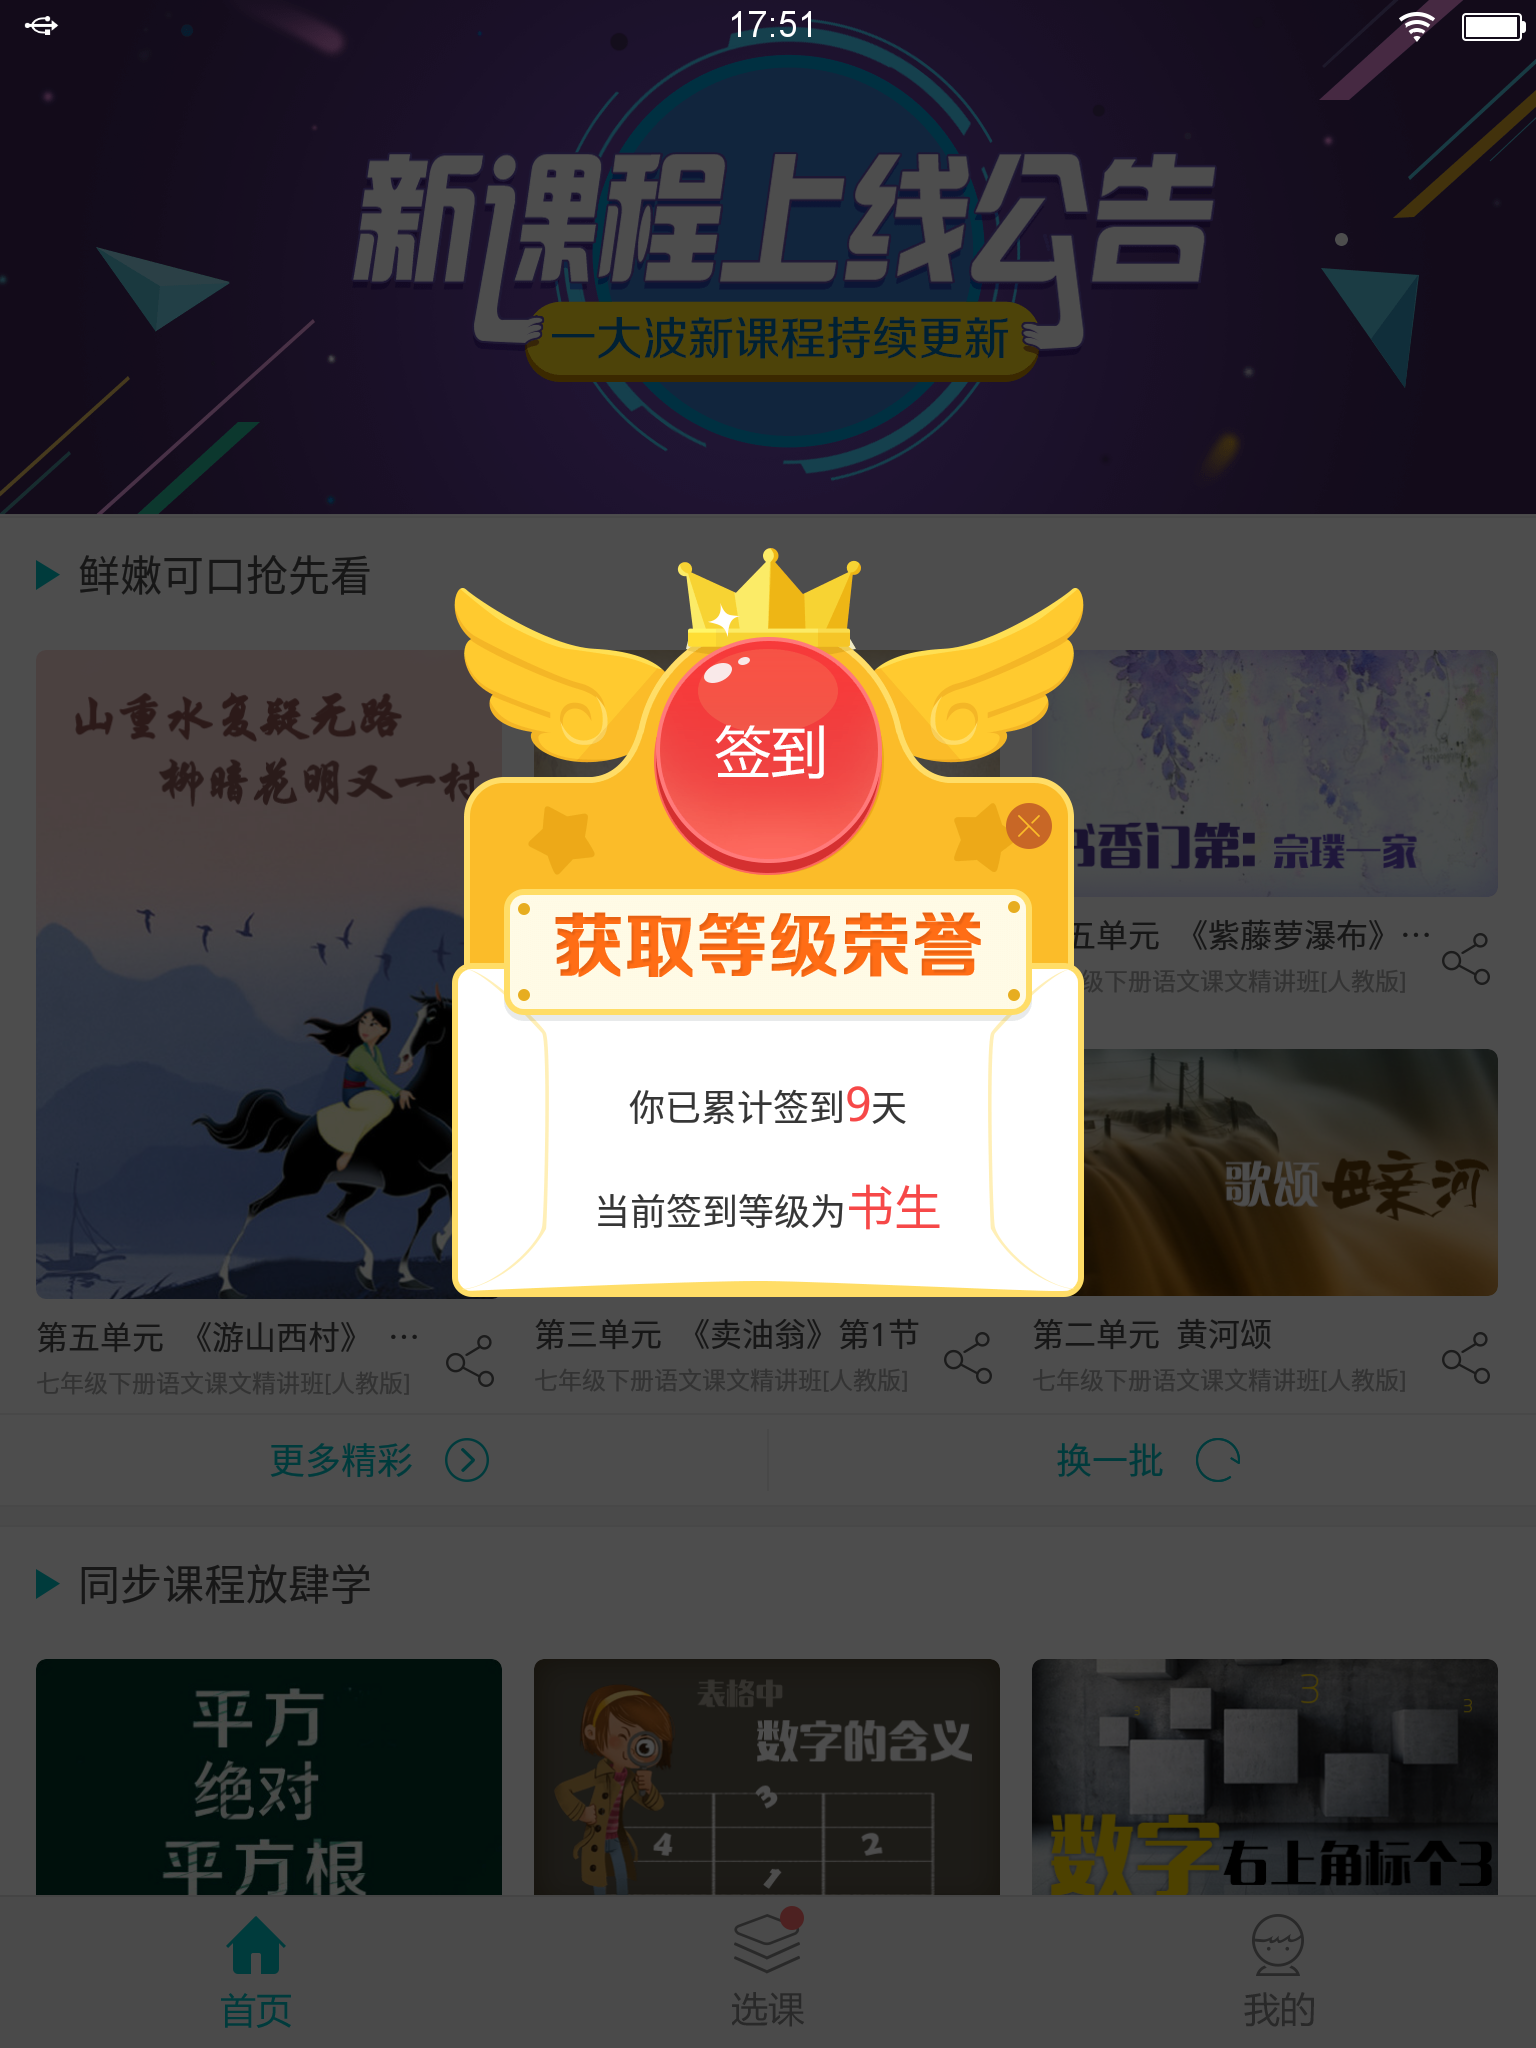 17:51
新课程上线公告
一大波新课程持续更新
鲜嫩可口抢先看
山重水复疑无路
柳暗花明又一村
签到
获取等级荣誉
你已累计签到9天
当前签到等级为书生
书香门第:宗璞一家
五单元 《紫藤萝瀑布》…
级下册语文课文精讲班[人教版]
歌颂母亲河
第五单元 《游山西村》 …
七年级下册语文课文精讲班[人教版]
第三单元 《卖油翁》第1节
七年级下册语文课文精讲班[人教版]
第二单元 黄河颂
七年级下册语文课文精讲班[人教版]
更多精彩
换一批
同步课程放肆学
平方
绝对
平方根
表格中
数字的含义
3
4
2
1
3
3
3
数字右上角标个3
首页
选课
我的